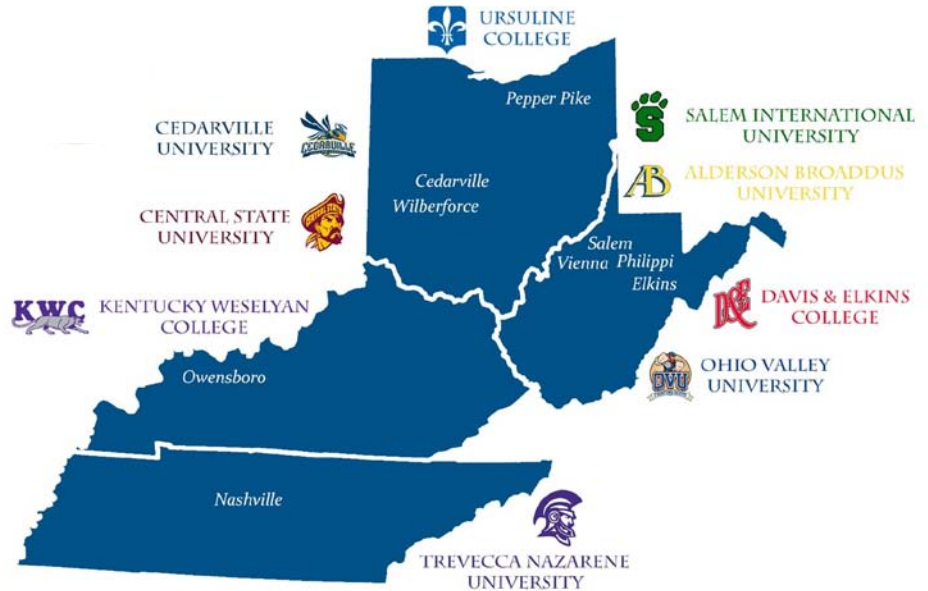 URSULINE
COLLEGE
Pepper Pike
CEDARVILLE
UNIVERSITY
CEDARVILLE
S
SALEM INTERNATIONAL
UNIVERSITY
AB
ALDERSON BROADDUS
UNIVERSITY
Cedarville
Wilberforce
CENTRAL STATE
UNIVERSITY
CENTRAL STATE
Salem
Vienna Philippi
Elkins
D&E
DAVIS & ELKINS
COLLEGE
KWC
KENTUCKY WESELYAN
COLLEGE
OVU
OHIO VALLEY
UNIVERSITY
Owensboro
Nashville
TREVECCA NAZARENE
UNIVERSITY